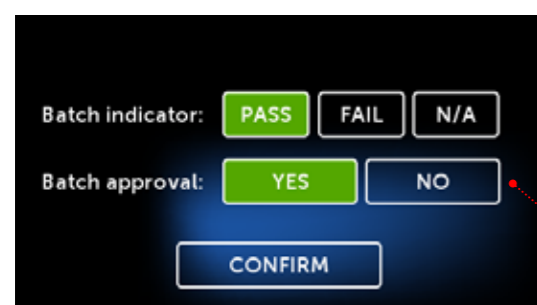 Batch indicator: PASS FAIL N/A
Batch approval: YES NO
CONFIRM